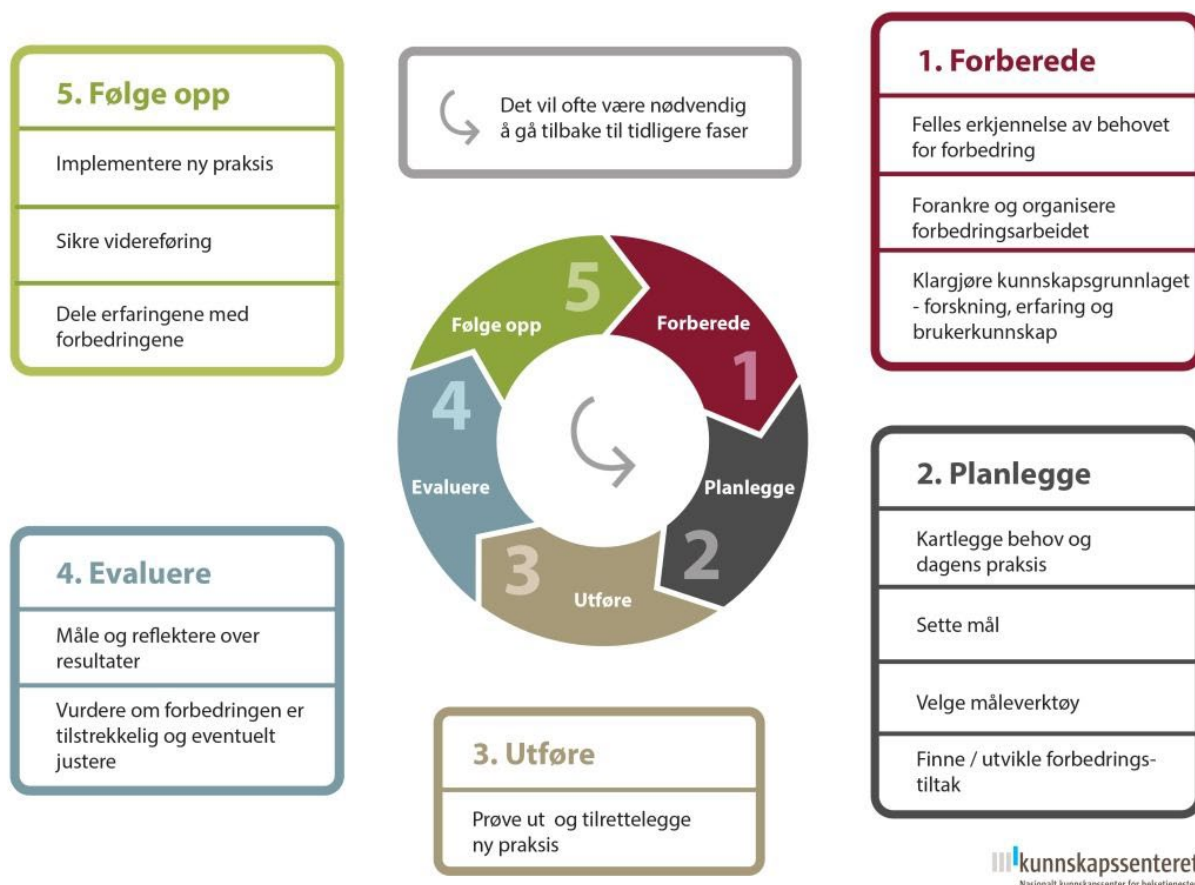 5. Følge opp
Implementere ny praksis
Sikre videreføring
Dele erfaringene med
forbedringene
Det vil ofte være nødvendig
å gå tilbake til tidligere faser
1. Forberede
Felles erkjennelse av behovet
for forbedring
Forankre og organisere
forbedringsarbeidet
Klargjøre kunnskapsgrunnlaget
- forskning, erfaring og
brukerkunnskap
5
Følge opp
Forberede
1
4
Evaluere
Planlegge
2
3
Utføre
2. Planlegge
Kartlegge behov og
dagens praksis
Sette mål
Velge måleverktøy
Finne / utvikle forbedrings-
tiltak
4. Evaluere
Måle og reflektere over
resultater
Vurdere om forbedringen er
tilstrekkelig og eventuelt
justere
3. Utføre
Prøve ut og tilrettelegge
ny praksis
kunnskapssenteret
Nasjonalt kunnskapssenter for helsetjenesten